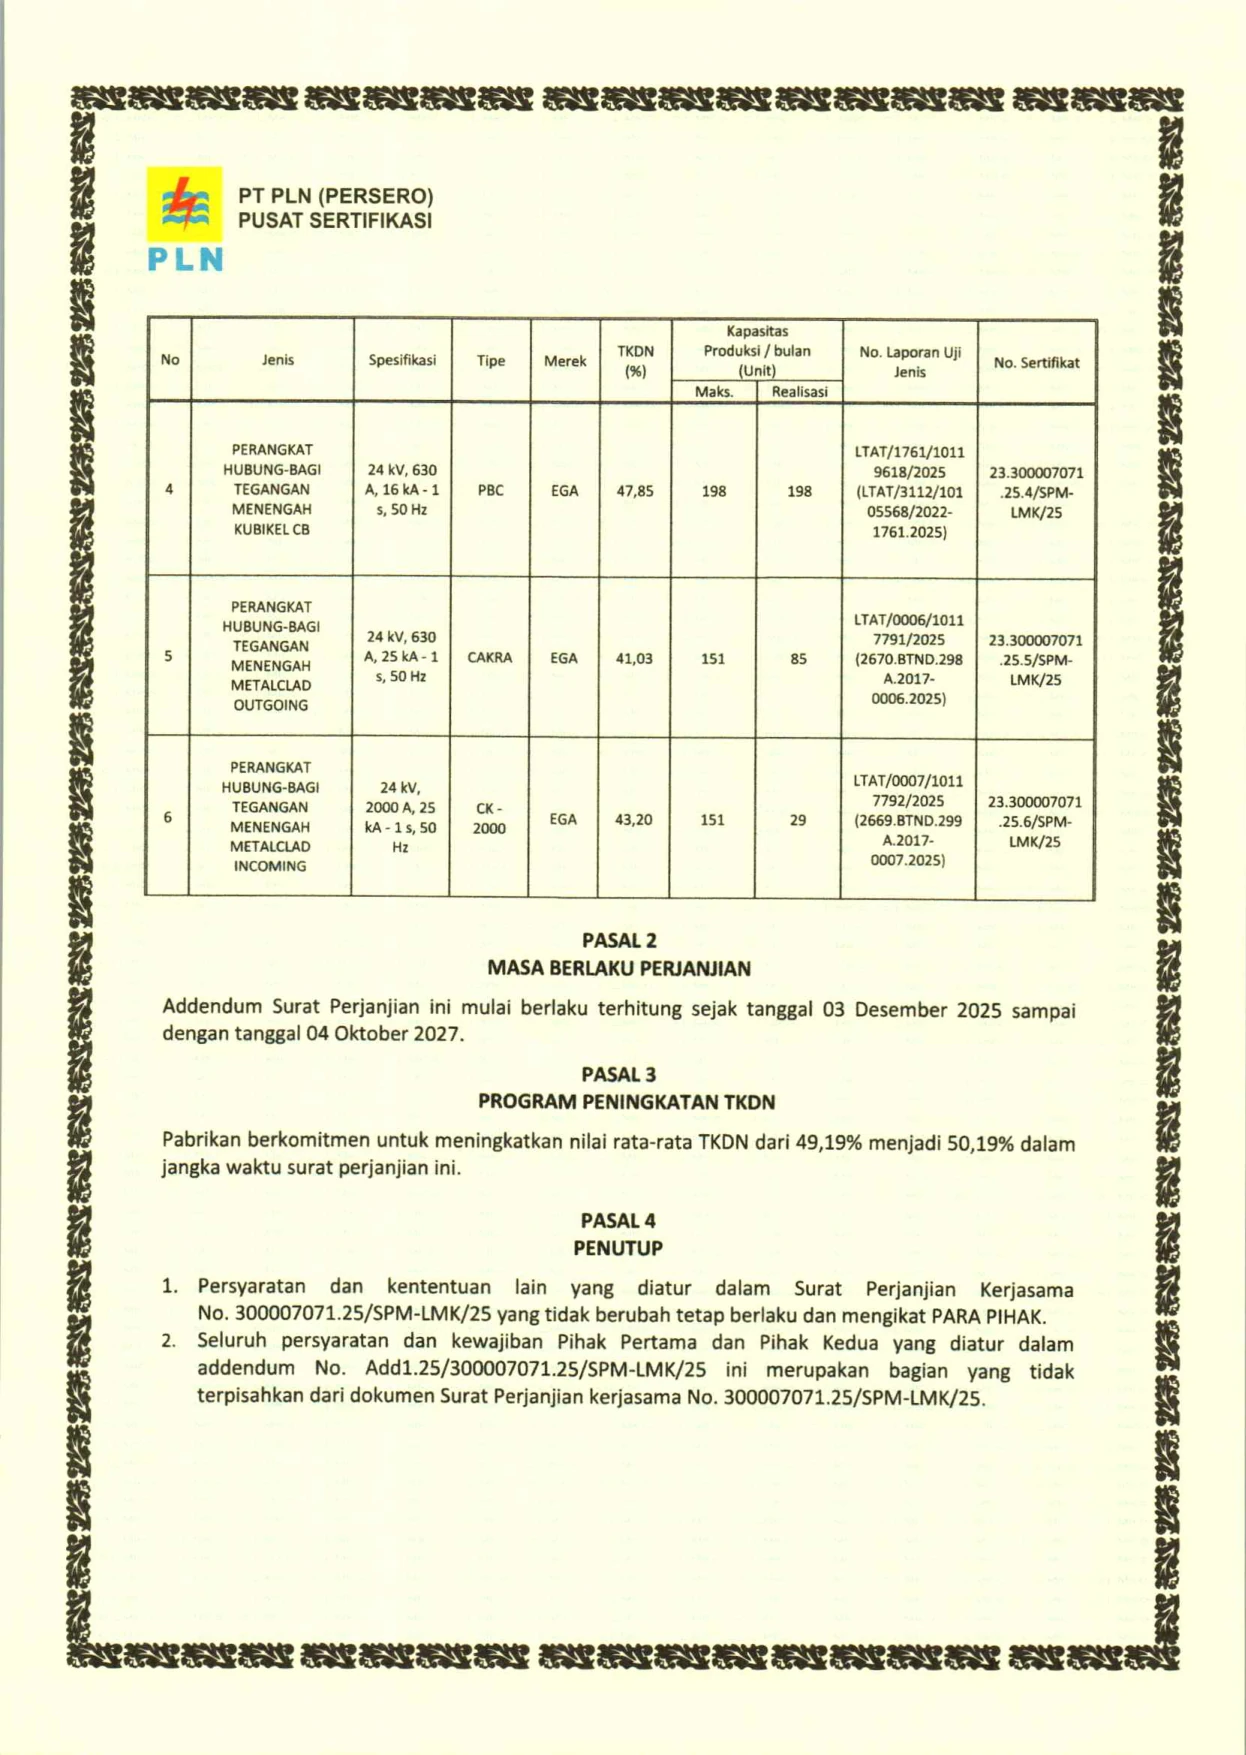 PT PLN (PERSERO)
PUSAT SERTIFIKASI
PLN
No
Jenis
Spesifikasi
Tipe
Merek
TKDN
(%)
Kapasitas
Produksi / bulan
(Unit)
Maks.
Realisasi
No. Laporan Uji
Jenis
No. Sertifikat
4
PERANGKAT
HUBUNG-BAGI
TEGANGAN
MENENGAH
KUBIKEL CB
24 kV, 630
A, 16 kA - 1
s, 50 Hz
PBC
EGA
47,85
198
198
LTAT/1761/1011
9618/2025
(LTAT/3112/101
05568/2022-
1761.2025)
23.300007071
.25.4/SPM-
LMK/25
5
PERANGKAT
HUBUNG-BAGI
TEGANGAN
MENENGAH
METALCLAD
OUTGOING
24 kV, 630
A, 25 kA - 1
s, 50 Hz
CAKRA
EGA
41,03
151
85
LTAT/0006/1011
7791/2025
(2670.BTND.298
A.2017-
0006.2025)
23.300007071
.25.5/SPM-
LMK/25
6
PERANGKAT
HUBUNG-BAGI
TEGANGAN
MENENGAH
METALCLAD
INCOMING
24 kV,
2000 A, 25
kA - 1 s, 50
Hz
CK -
2000
EGA
43,20
151
29
LTAT/0007/1011
7792/2025
(2669.BTND.299
A.2017-
0007.2025)
23.300007071
.25.6/SPM-
LMK/25
PASAL 2
MASA BERLAKU PERJANJIAN
Addendum Surat Perjanjian ini mulai berlaku terhitung sejak tanggal 03 Desember 2025 sampai
dengan tanggal 04 Oktober 2027.
PASAL 3
PROGRAM PENINGKATAN TKDN
Pabrikan berkomitmen untuk meningkatkan nilai rata-rata TKDN dari 49,19% menjadi 50,19% dalam
jangka waktu surat perjanjian ini.
PASAL 4
PENUTUP
1. Persyaratan dan kententuan lain yang diatur dalam Surat Perjanjian Kerjasama
No. 300007071.25/SPM-LMK/25 yang tidak berubah tetap berlaku dan mengikat PARA PIHAK.
2. Seluruh persyaratan dan kewajiban Pihak Pertama dan Pihak Kedua yang diatur dalam
addendum No. Add1.25/300007071.25/SPM-LMK/25 ini merupakan bagian yang tidak
terpisahkan dari dokumen Surat Perjanjian kerjasama No. 300007071.25/SPM-LMK/25.